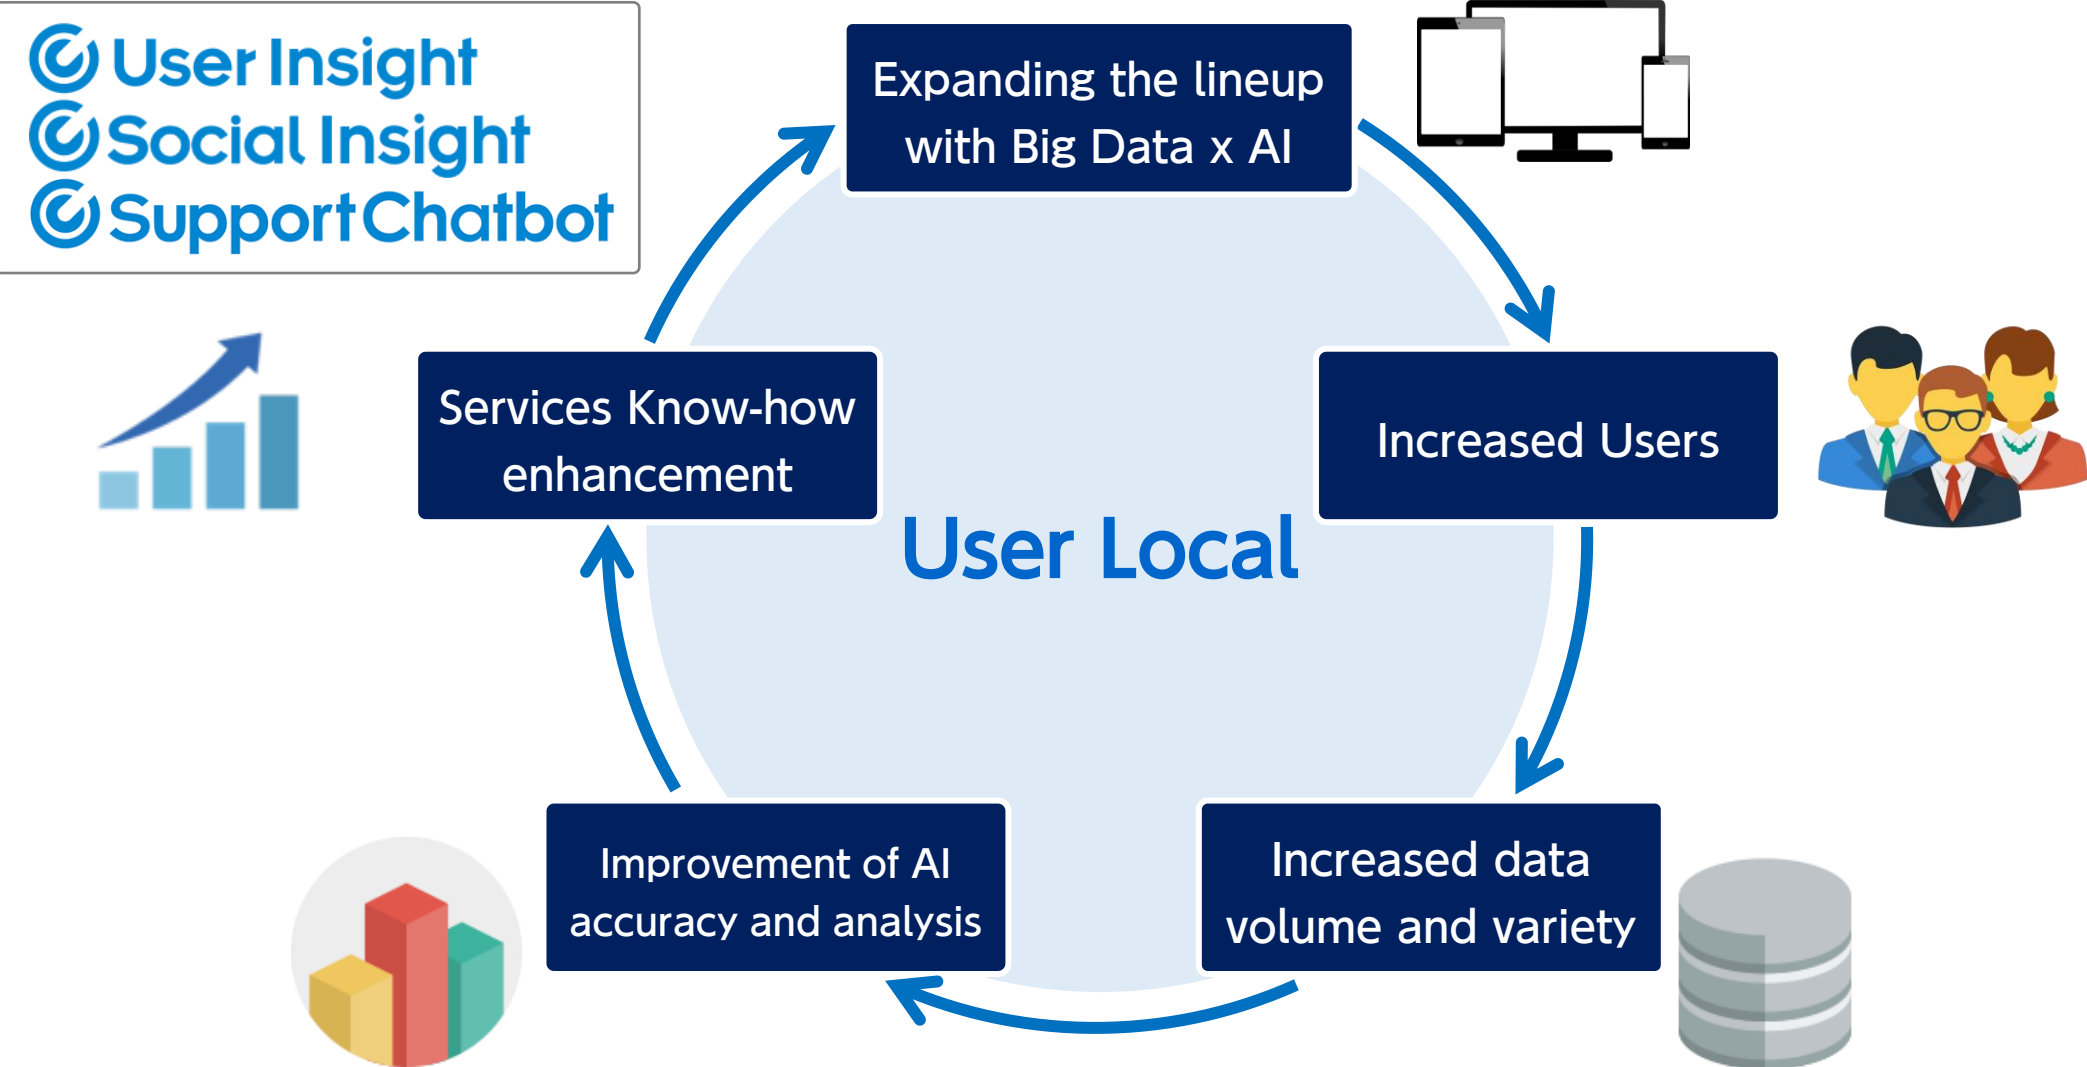 User Insight
Social Insight
Support Chatbot
Expanding the lineup
with Big Data x AI
Services Know-how
enhancement
Increased Users
User Local
Improvement of AI
accuracy and analysis
Increased data
volume and variety